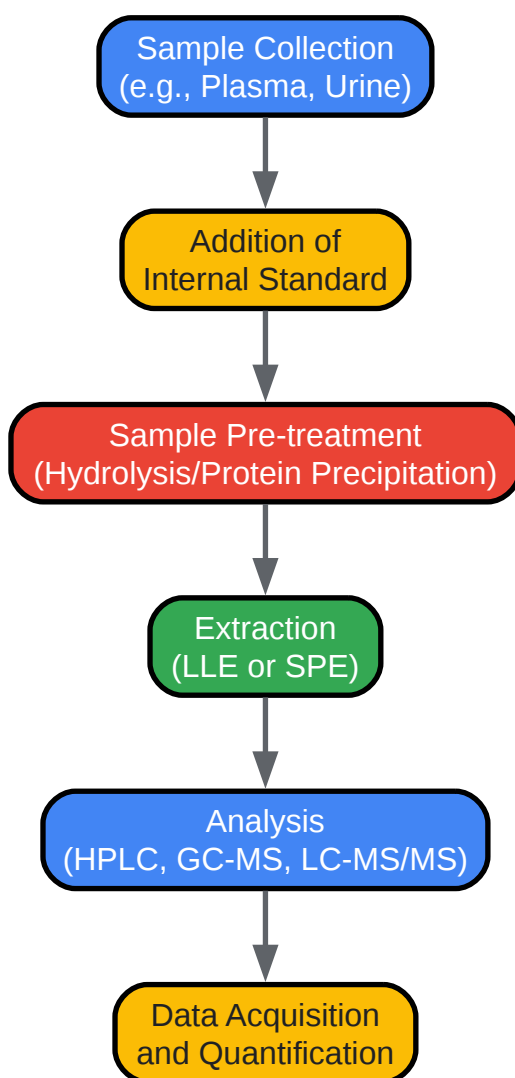 Sample Collection
(e.g., Plasma, Urine)
Addition of
Internal Standard
Sample Pre-treatment
(Hydrolysis/Protein Precipitation)
Extraction
(LLE or SPE)
Analysis
(HPLC, GC-MS, LC-MS/MS)
Data Acquisition
and Quantification